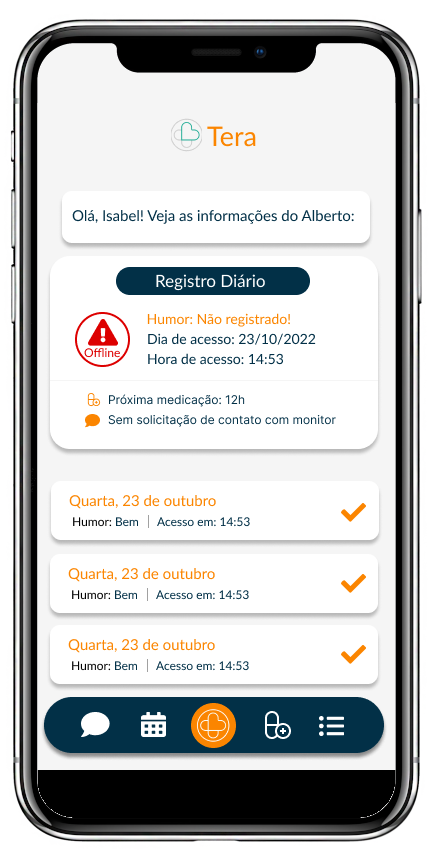 Tera
Olá, Isabel! Veja as informações do Alberto:
Registro Diário
Humor: Não registrado!
Dia de acesso: 23/10/2022
Hora de acesso: 14:53
Offline
Próxima medicação: 12h
Sem solicitação de contato com monitor
Quarta, 23 de outubro
Humor: Bem | Acesso em: 14:53
Quarta, 23 de outubro
Humor: Bem | Acesso em: 14:53
Quarta, 23 de outubro
Humor: Bem | Acesso em: 14:53